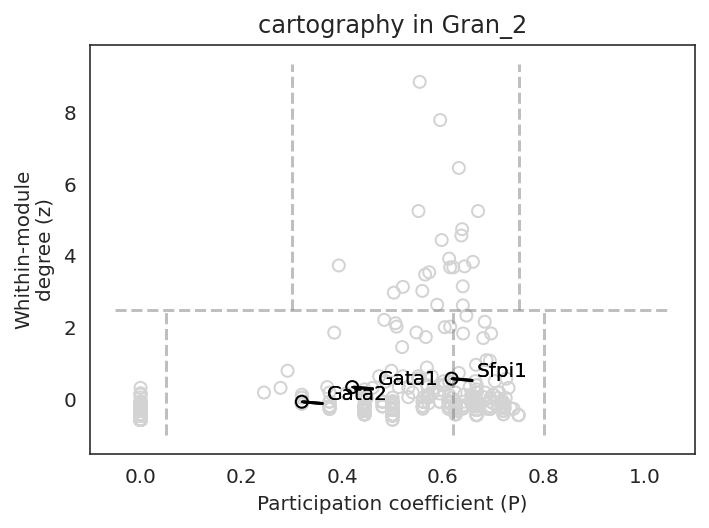 cartography in Gran_2
Whithin-module
degree (z)
8
6
4
2
0
Sfpi1
Gata1
Gata2
0.0 0.2 0.4 0.6 0.8 1.0
Participation coefficient (P)